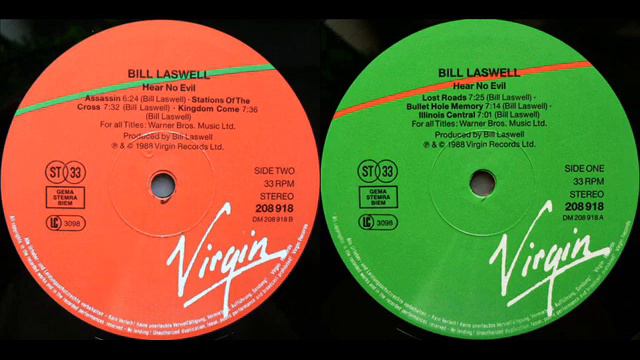 BILL LASWELL
Hear No Evil
Assassin 6:24 (Bill Laswell) · Stations Of The
Cross 7:32 (Bill Laswell) · Kingdom Come 7:36
(Bill Laswell)
For all Titles: Warner Bros. Music Ltd.
Produced by Bill Laswell
℗ & © 1988 Virgin Records Ltd.
ST 33
GEMA
STEMRA
BIEM
LC 3098
SIDE TWO
33 RPM
STEREO
208 918
DM 208 918 B
Virgin
BILL LASWELL
Hear No Evil
Lost Roads 7:25 (Bill Laswell) ·
Bullet Hole Memory 7:14 (Bill Laswell) ·
Illinois Central 7:01 (Bill Laswell)
For all Titles: Warner Bros. Music Ltd.
Produced by Bill Laswell
℗ & © 1988 Virgin Records Ltd.
ST 33
GEMA
STEMRA
BIEM
LC 3098
SIDE ONE
33 RPM
STEREO
208 918
DM 208 918 A
Virgin